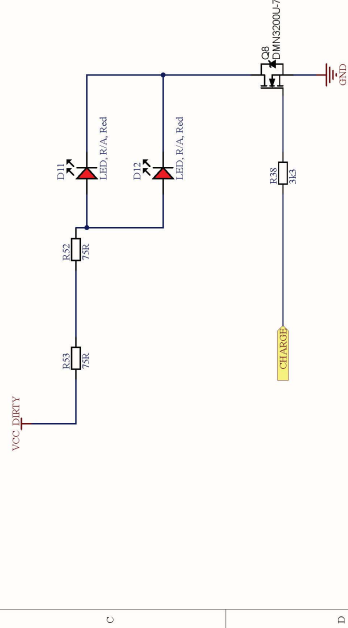 VCC_DIRTY
R53
75R
R52
75R
D11
LED, R/A, Red
D12
LED, R/A, Red
Q8
DMN3200U-7
GND
R38
3k3
CHARGE
C
D